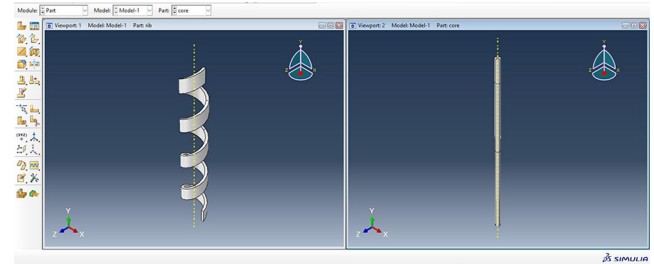 Module: Part Model: Model-1 Part: core
Viewport: 1 Model: Model-1 Part: rib
Viewport: 2 Model: Model-1 Part: core
Y
Z X
Y
Z X
Y
Z X
Y
Z X
(XYZ)
SIMULIA